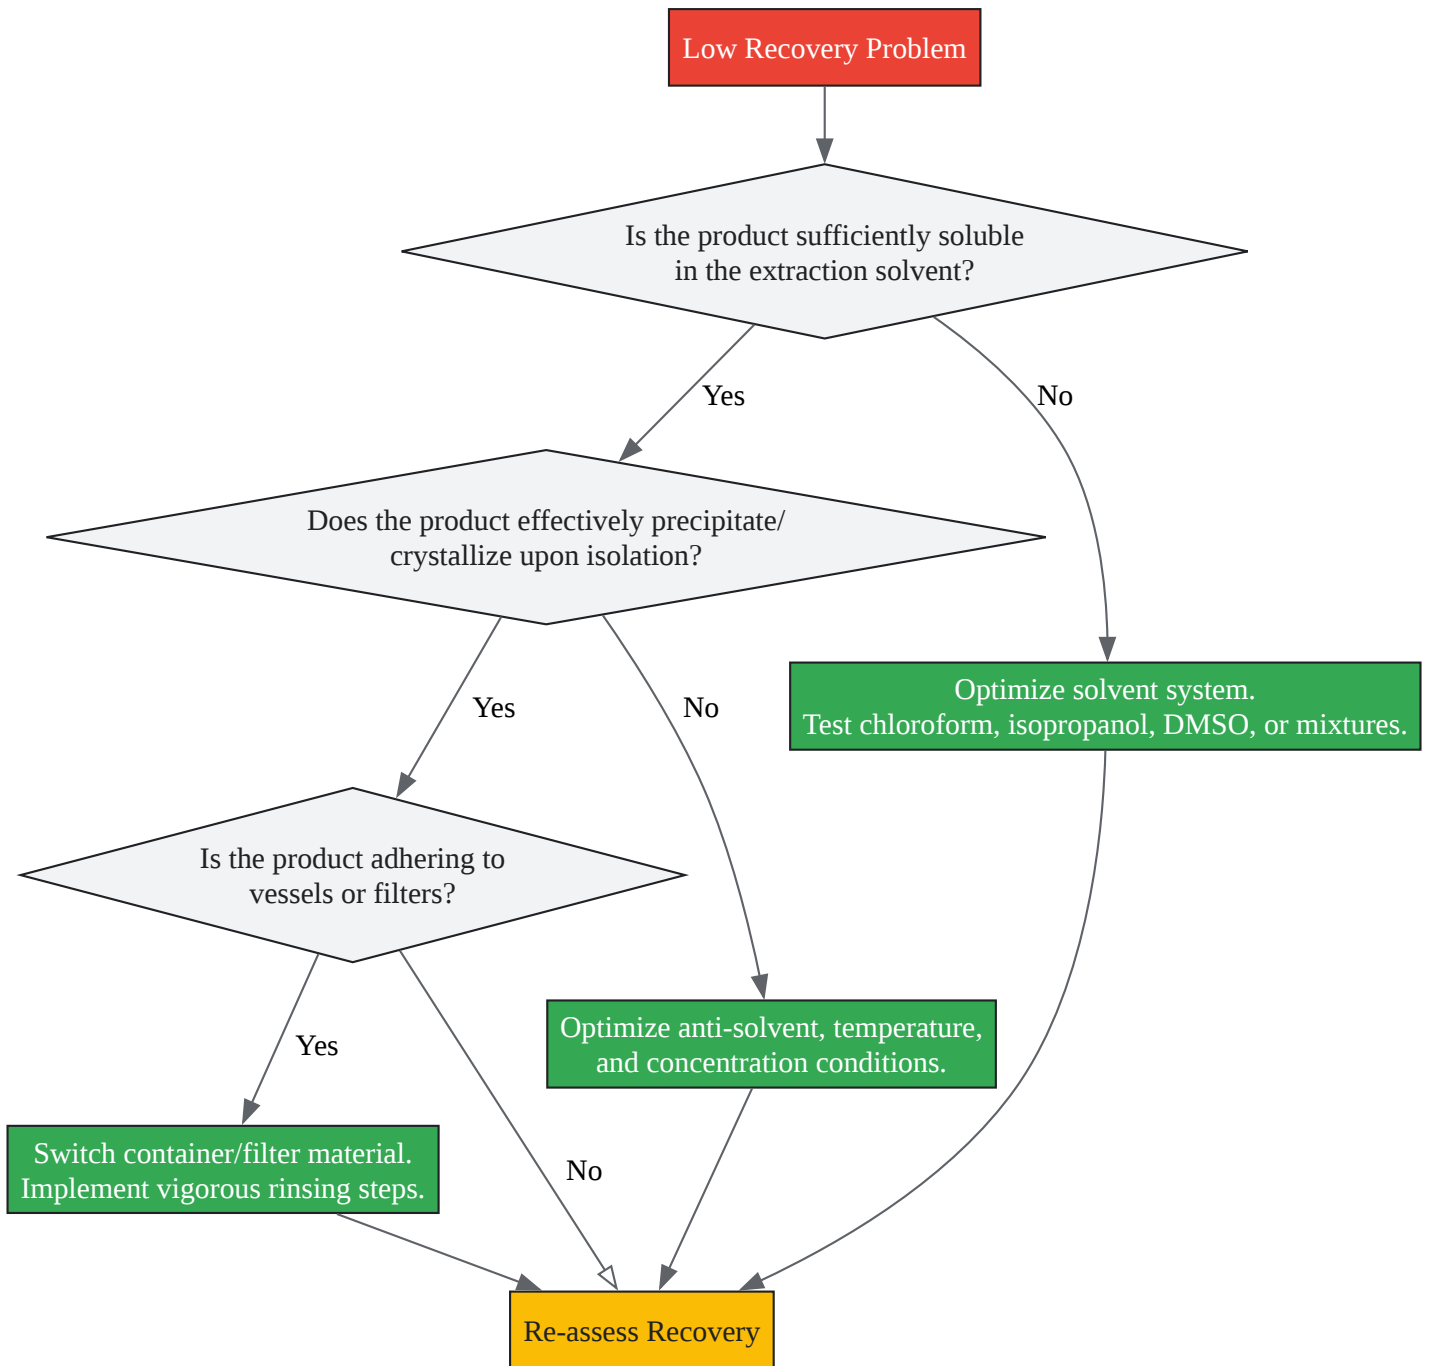 Low Recovery Problem
Is the product sufficiently soluble
in the extraction solvent?
Yes
No
Does the product effectively precipitate/
crystallize upon isolation?
Optimize solvent system.
Test chloroform, isopropanol, DMSO, or mixtures.
Yes
No
Is the product adhering to
vessels or filters?
Optimize anti-solvent, temperature,
and concentration conditions.
Yes
Switch container/filter material.
Implement vigorous rinsing steps.
No
Re-assess Recovery